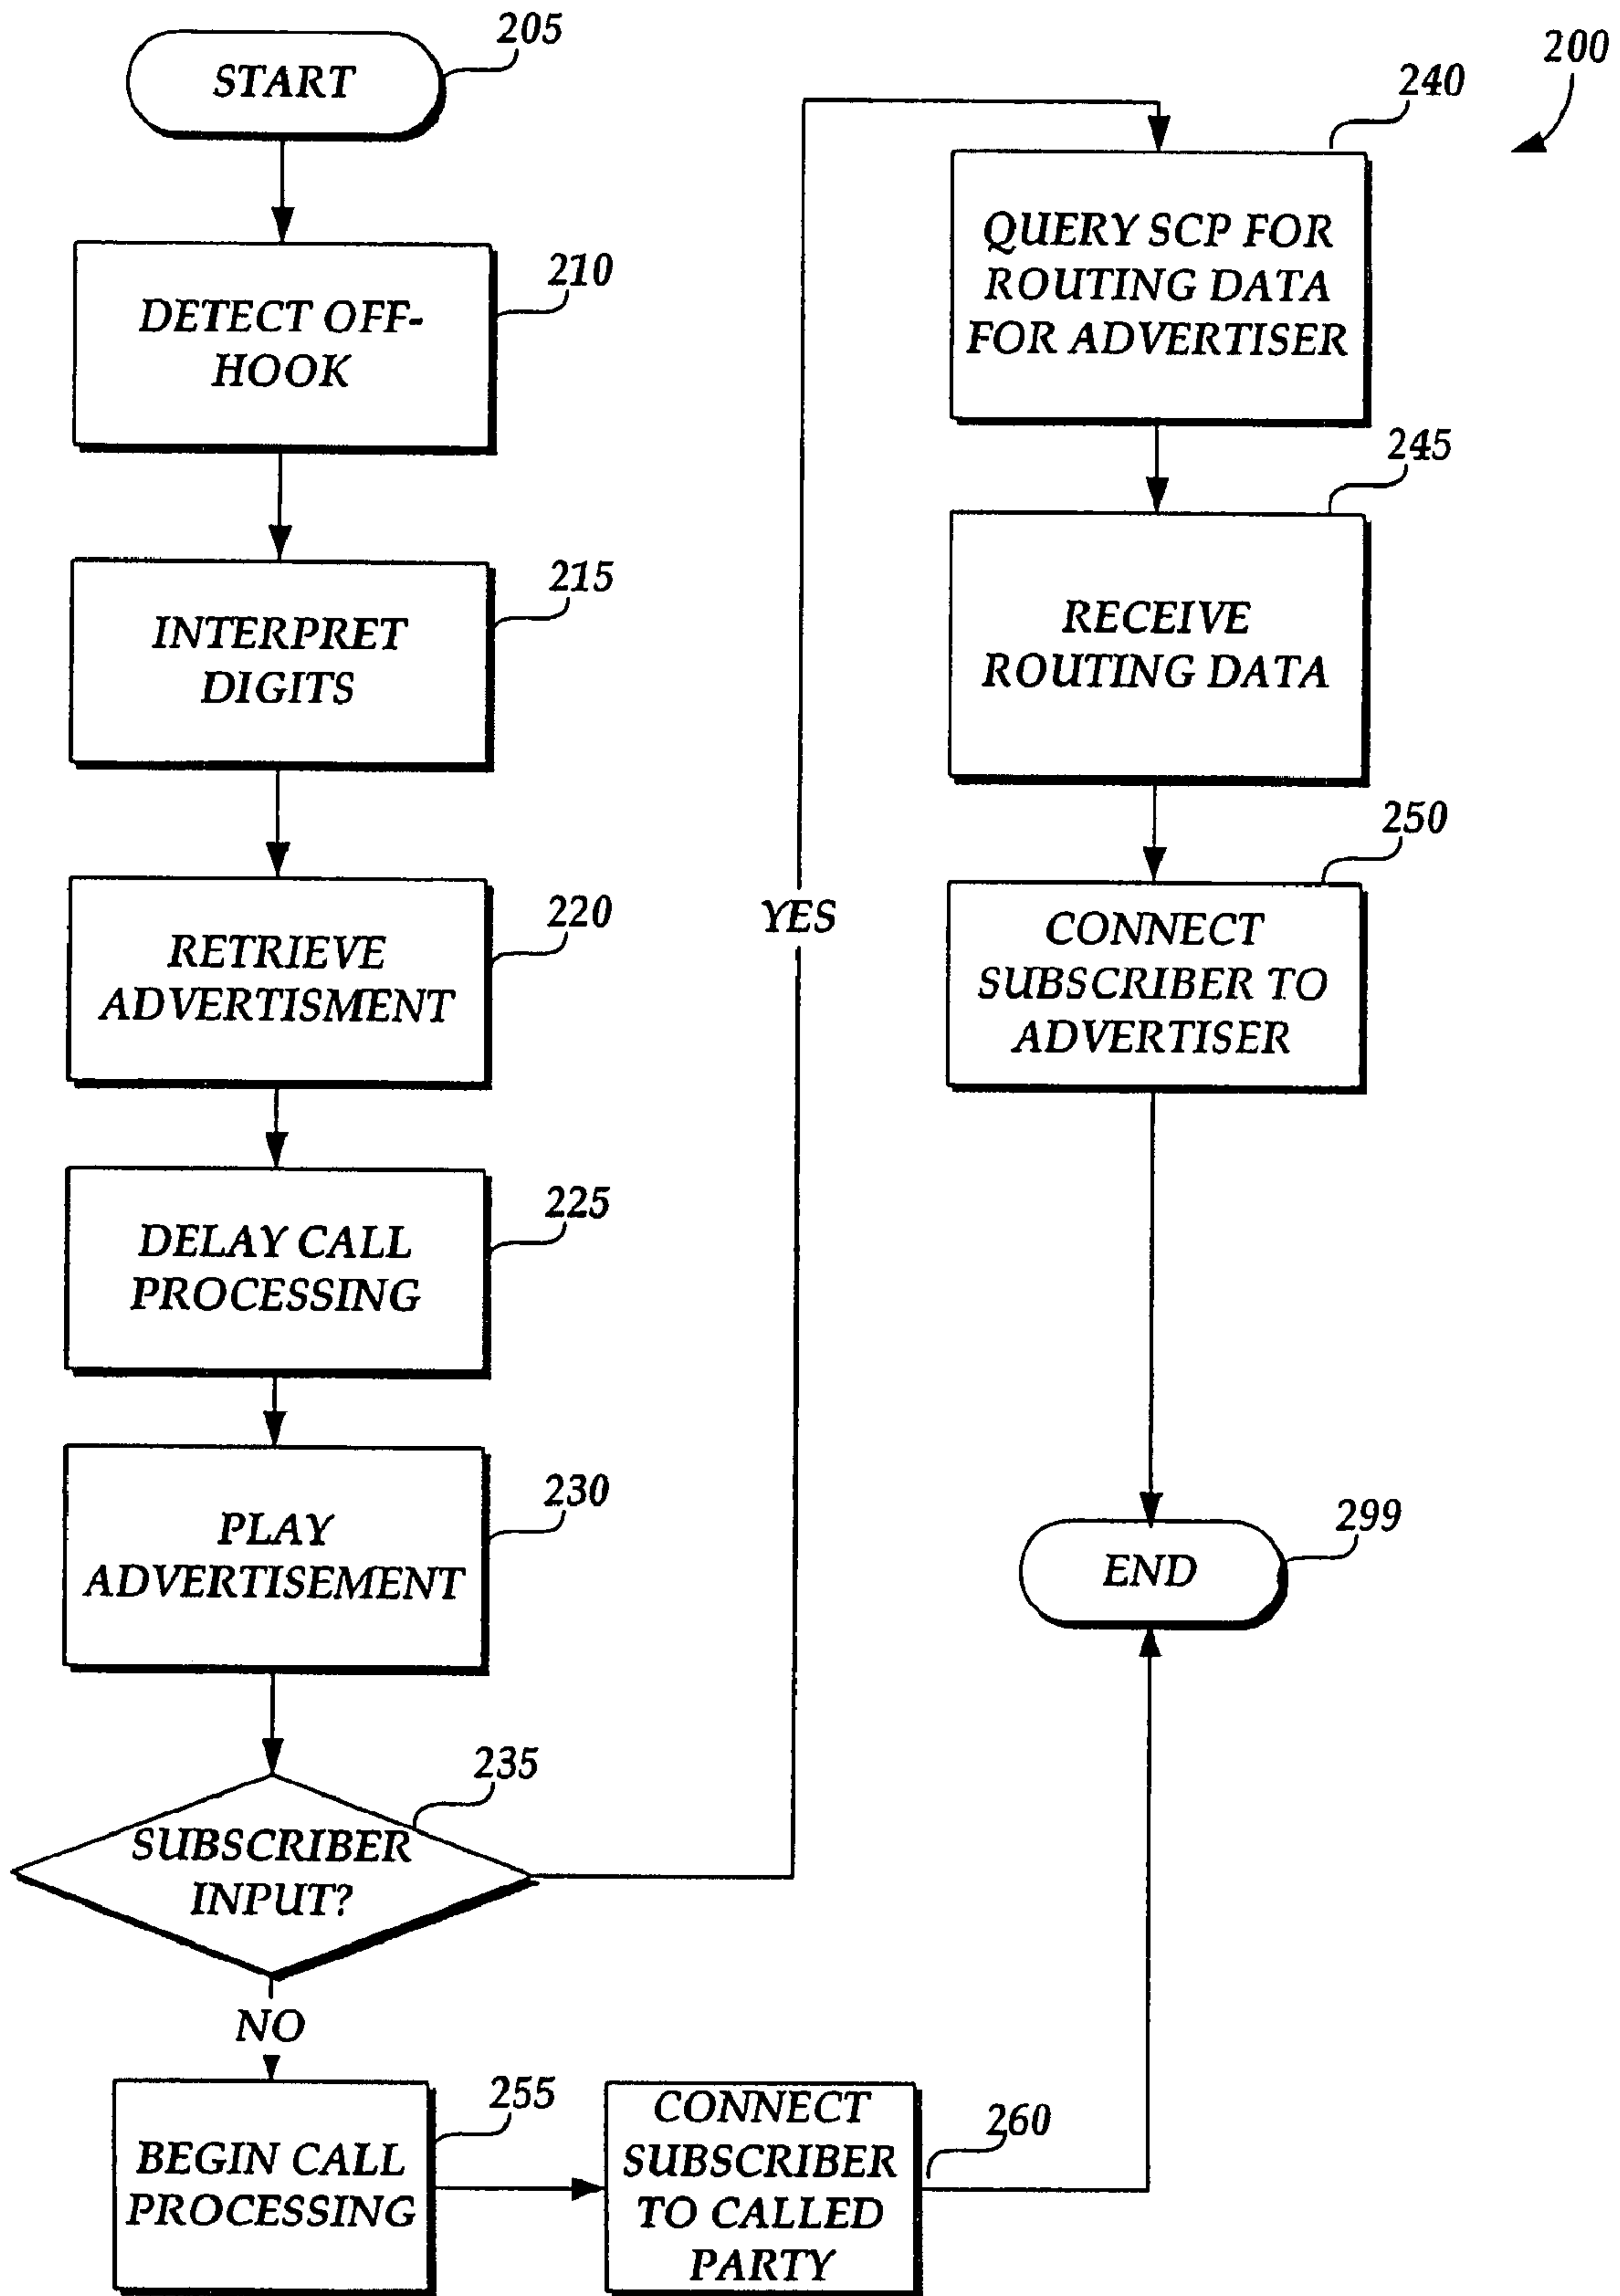 205
START
210
DETECT OFF-
HOOK
215
INTERPRET
DIGITS
220
RETRIEVE
ADVERTISMENT
225
DELAY CALL
PROCESSING
230
PLAY
ADVERTISEMENT
235
SUBSCRIBER
INPUT?
NO
255
BEGIN CALL
PROCESSING
260
CONNECT
SUBSCRIBER
TO CALLED
PARTY
YES
200
240
QUERY SCP FOR
ROUTING DATA
FOR ADVERTISER
245
RECEIVE
ROUTING DATA
250
CONNECT
SUBSCRIBER TO
ADVERTISER
299
END